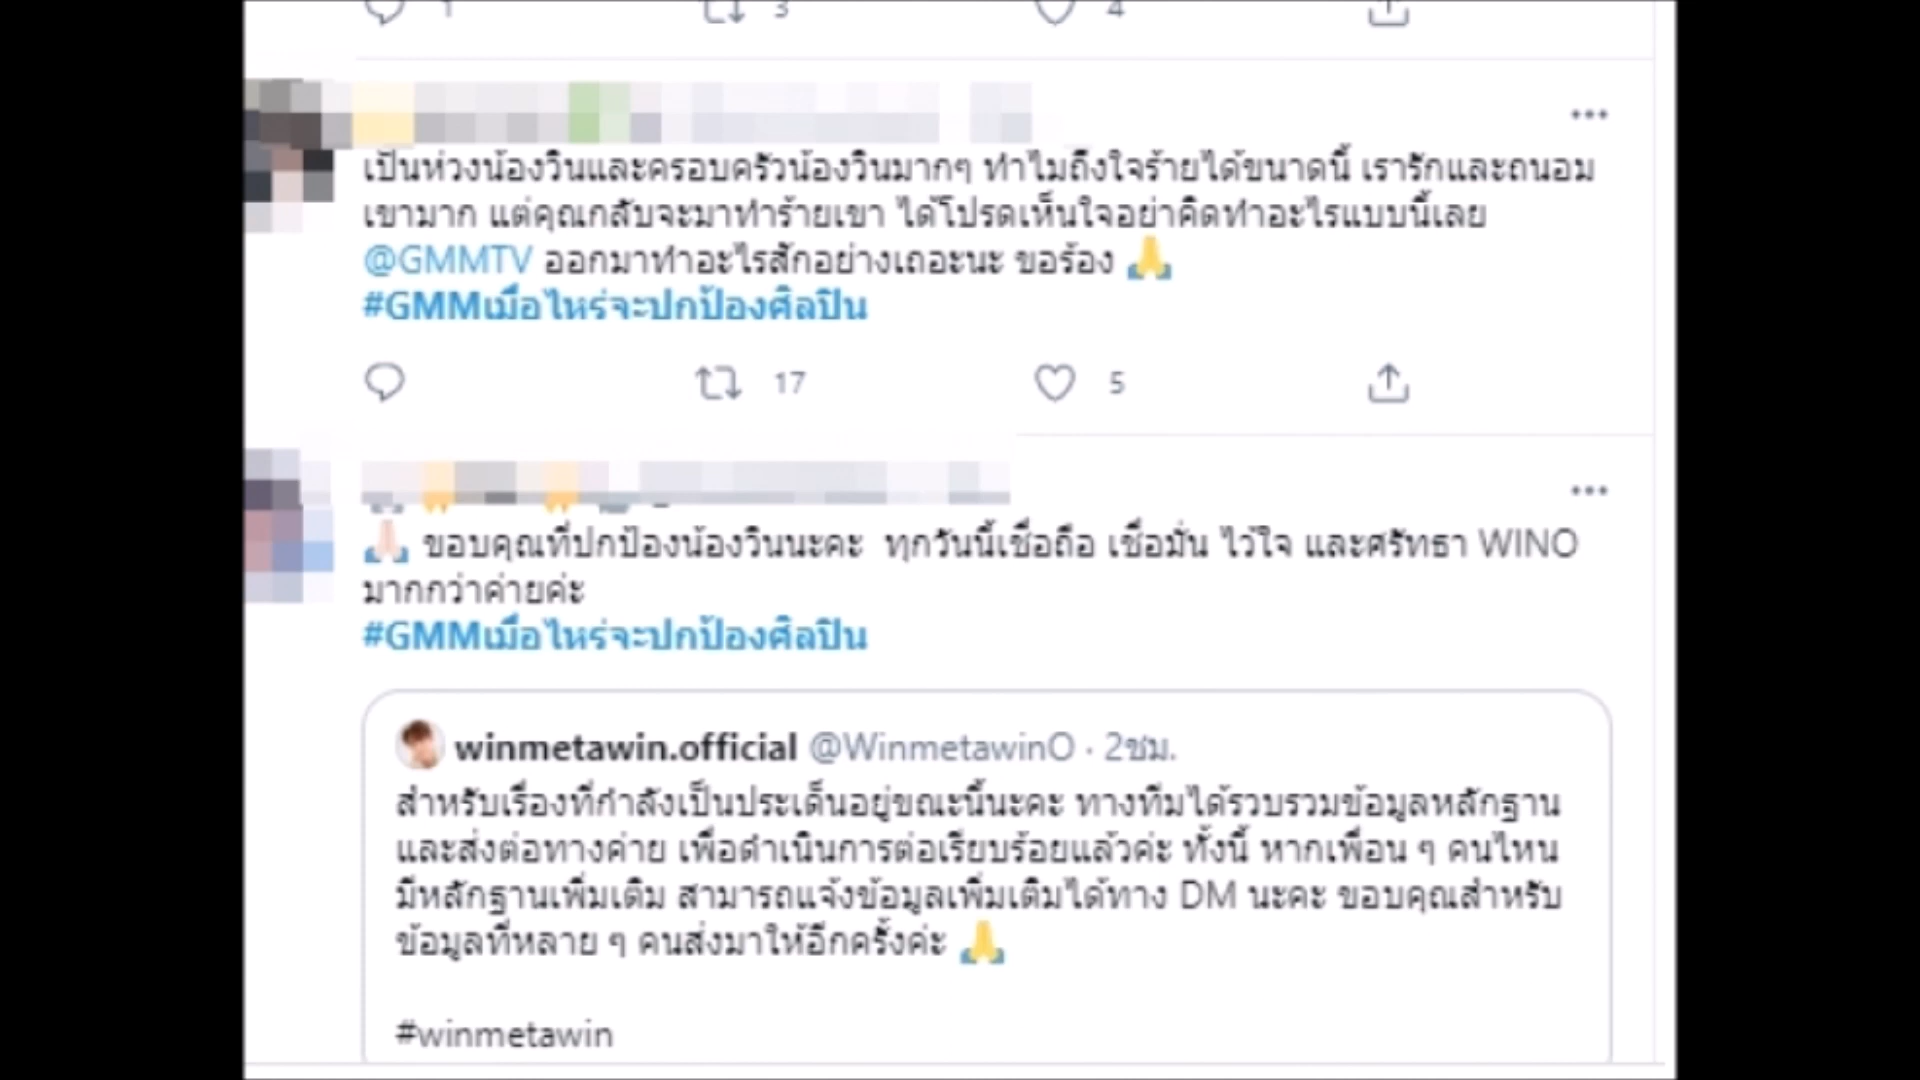 1 3 4
เป็นห่วงน้องวินและครอบครัวน้องวินมากๆ ทำไมถึงใจร้ายได้ขนาดนี้ เรารักและถนอม
เขามาก แต่คุณกลับจะมาทำร้ายเขา ได้โปรดเห็นใจอย่าคิดทำอะไรแบบนี้เลย
@GMMTV ออกมาทำอะไรสักอย่างเถอะนะ ขอร้อง 🙏
#GMMเมื่อไหร่จะปกป้องศิลปิน
17 5
🙏🏻 ขอบคุณที่ปกป้องน้องวินนะคะ ทุกวันนี้เชื่อถือ เชื่อมั่น ไว้ใจ และศรัทธา WINO
มากกว่าค่ายค่ะ
#GMMเมื่อไหร่จะปกป้องศิลปิน
winmetawin.official @WinmetawinO · 2ชม.
สำหรับเรื่องที่กำลังเป็นประเด็นอยู่ขณะนี้นะคะ ทางทีมได้รวบรวมข้อมูลหลักฐาน
และส่งต่อทางค่าย เพื่อดำเนินการต่อเรียบร้อยแล้วค่ะ ทั้งนี้ หากเพื่อน ๆ คนไหน
มีหลักฐานเพิ่มเติม สามารถแจ้งข้อมูลเพิ่มเติมได้ทาง DM นะคะ ขอบคุณสำหรับ
ข้อมูลที่หลาย ๆ คนส่งมาให้อีกครั้งค่ะ 🙏
#winmetawin